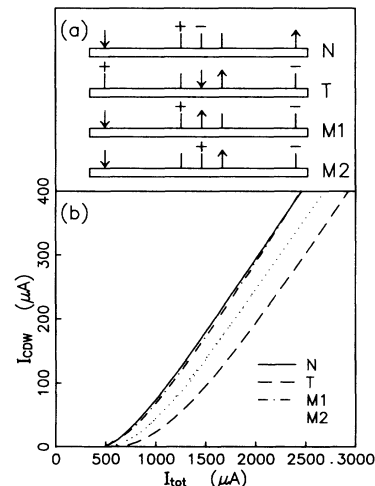 (a)
+ −
N
+ −
T
+ −
M1
+ −
M2
(b)
400
300
200
100
0
I_CDW (μA)
N
T
M1
M2
0 500 1000 1500 2000 2500 3000
I_tot (μA)